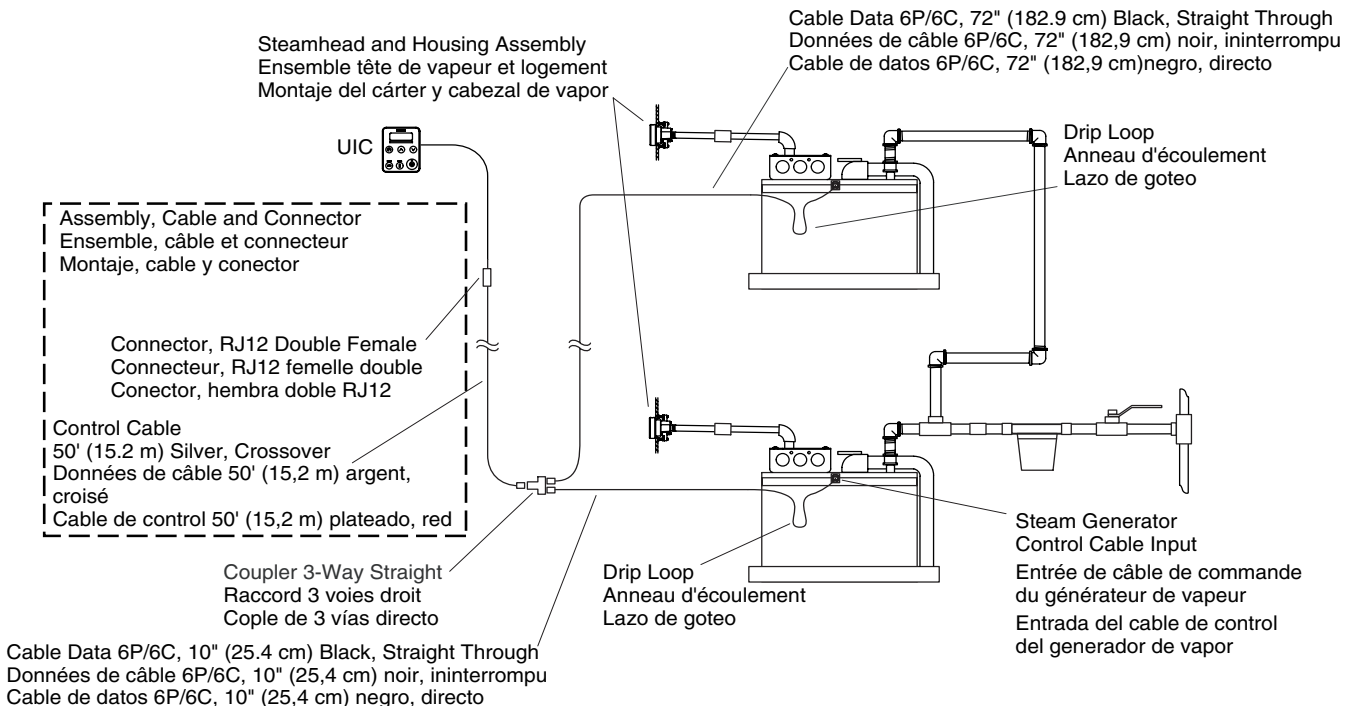 Cable Data 6P/6C, 72" (182.9 cm) Black, Straight Through
Données de câble 6P/6C, 72" (182,9 cm) noir, ininterrompu
Cable de datos 6P/6C, 72" (182,9 cm)negro, directo
Steamhead and Housing Assembly
Ensemble tête de vapeur et logement
Montaje del cárter y cabezal de vapor
UIC
Drip Loop
Anneau d'écoulement
Lazo de goteo
Assembly, Cable and Connector
Ensemble, câble et connecteur
Montaje, cable y conector
Connector, RJ12 Double Female
Connecteur, RJ12 femelle double
Conector, hembra doble RJ12
Control Cable
50' (15.2 m) Silver, Crossover
Données de câble 50' (15,2 m) argent,
croisé
Cable de control 50' (15,2 m) plateado, red
Coupler 3-Way Straight
Raccord 3 voies droit
Cople de 3 vías directo
Drip Loop
Anneau d'écoulement
Lazo de goteo
Steam Generator
Control Cable Input
Entrée de câble de commande
du générateur de vapeur
Entrada del cable de control
del generador de vapor
Cable Data 6P/6C, 10" (25.4 cm) Black, Straight Through
Données de câble 6P/6C, 10" (25,4 cm) noir, ininterrompu
Cable de datos 6P/6C, 10" (25,4 cm) negro, directo